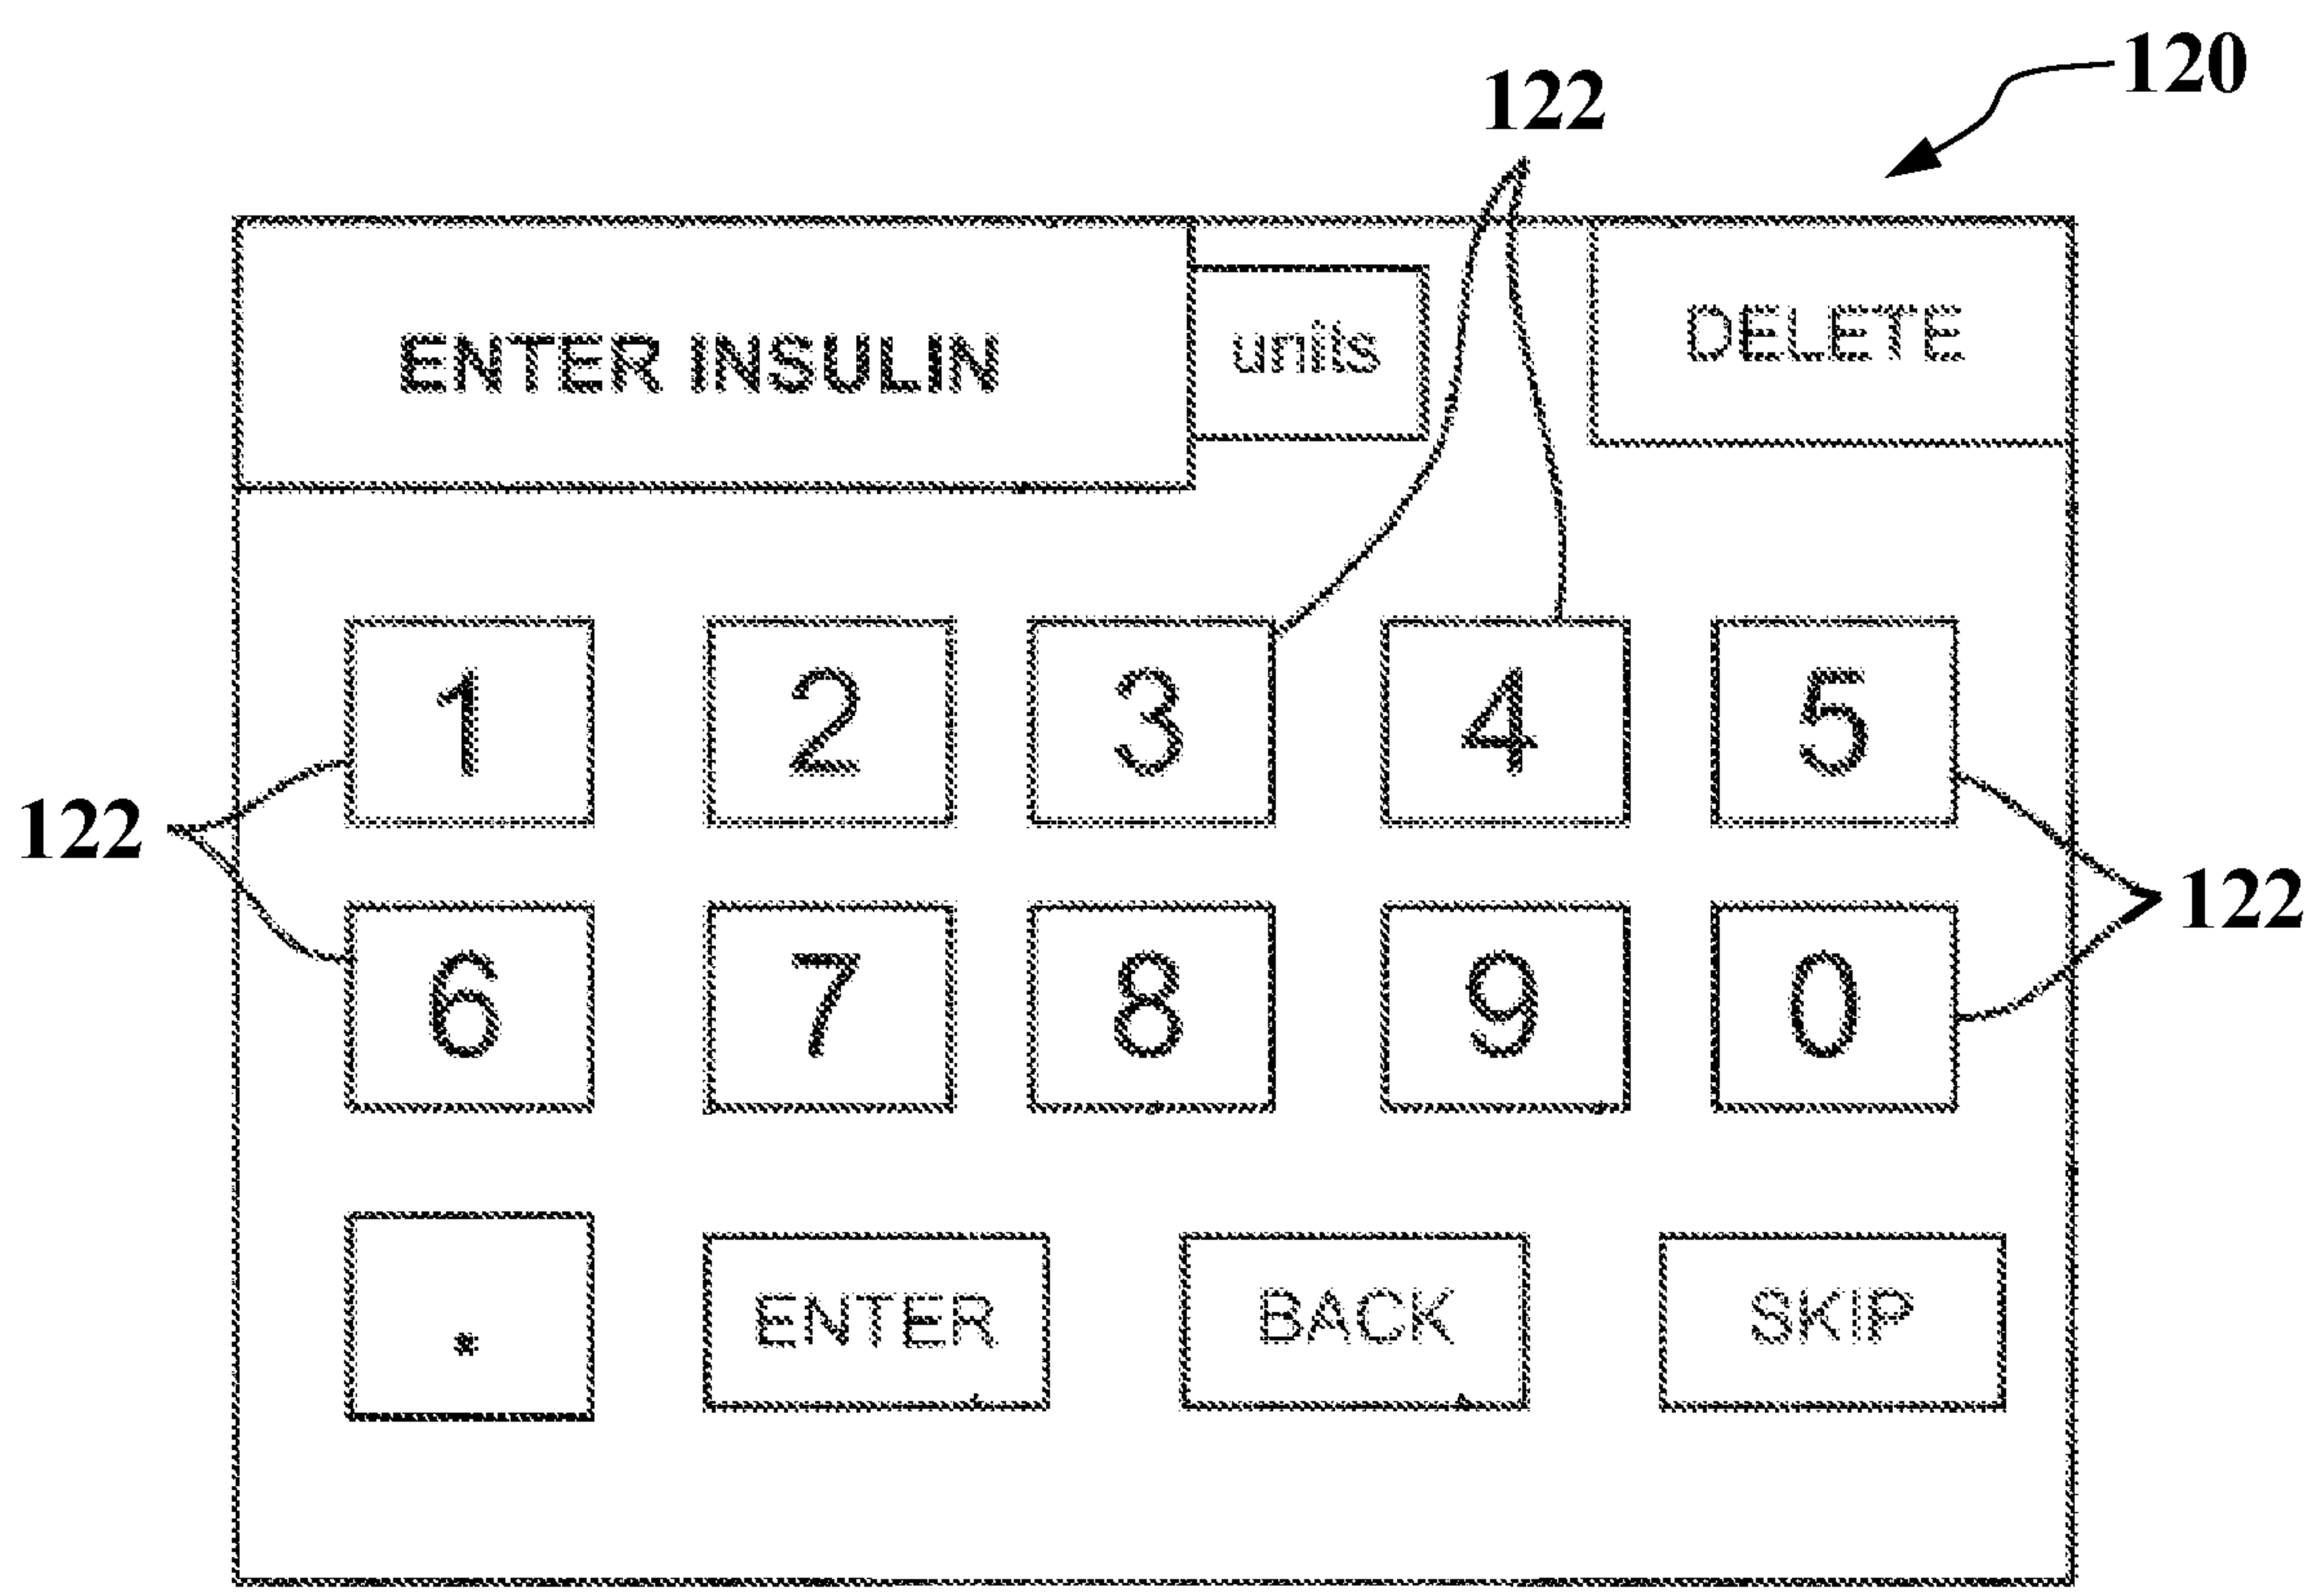 120
122
ENTER INSULIN units DELETE
1 2 3 4 5
122
122
6 7 8 9 0
. ENTER BACK SKIP